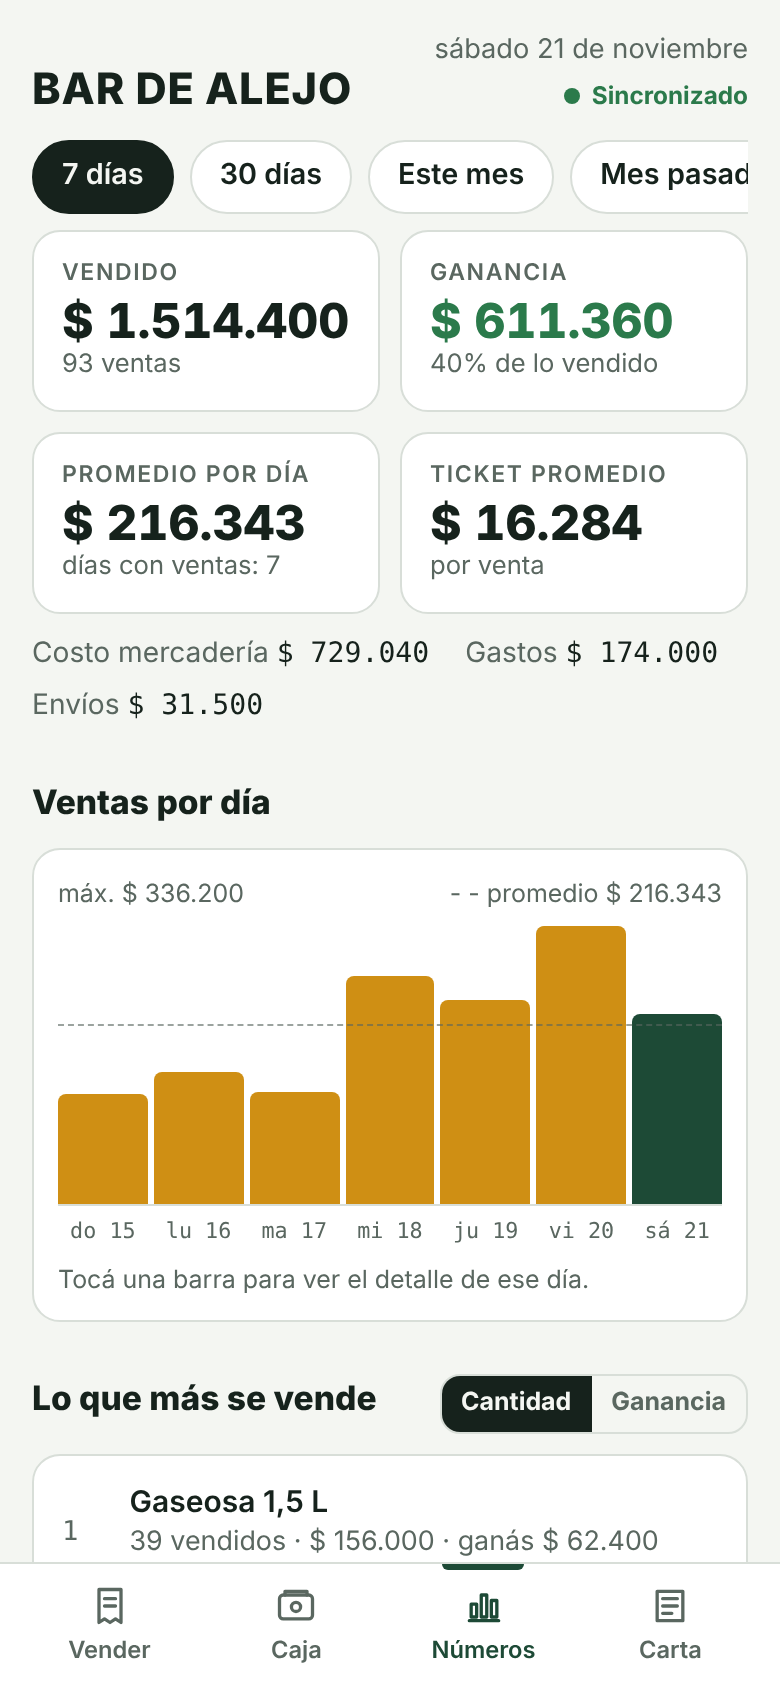 sábado 21 de noviembre
BAR DE ALEJO
Sincronizado
7 días
30 días
Este mes
Mes pasad
VENDIDO
$ 1.514.400
93 ventas
GANANCIA
$ 611.360
40% de lo vendido
PROMEDIO POR DÍA
$ 216.343
días con ventas: 7
TICKET PROMEDIO
$ 16.284
por venta
Costo mercadería $ 729.040 Gastos $ 174.000
Envíos $ 31.500
Ventas por día
máx. $ 336.200
- - promedio $ 216.343
do 15 lu 16 ma 17 mi 18 ju 19 vi 20 sá 21
Tocá una barra para ver el detalle de ese día.
Lo que más se vende
Cantidad
Ganancia
1
Gaseosa 1,5 L
39 vendidos · $ 156.000 · ganás $ 62.400
Vender
Caja
Números
Carta